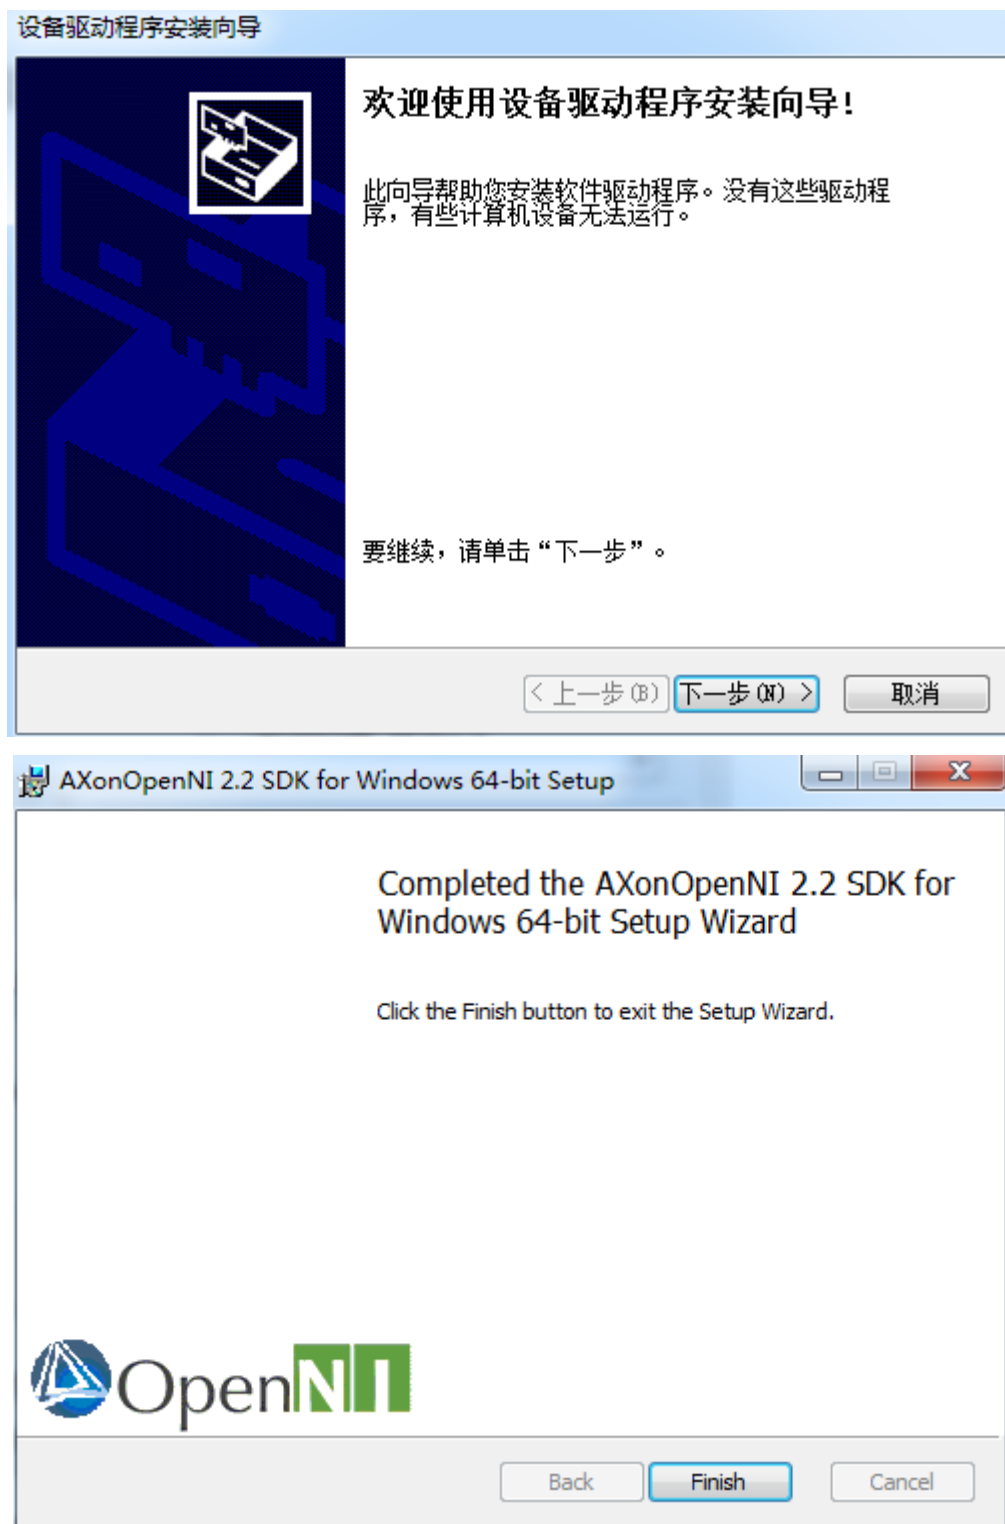 设备驱动程序安装向导
欢迎使用设备驱动程序安装向导!
此向导帮助您安装软件驱动程序。没有这些驱动程
序，有些计算机设备无法运行。
要继续，请单击“下一步”。
< 上一步(B) 下一步(N) > 取消
AXonOpenNI 2.2 SDK for Windows 64-bit Setup
Completed the AXonOpenNI 2.2 SDK for
Windows 64-bit Setup Wizard
Click the Finish button to exit the Setup Wizard.
OpenNI
Back Finish Cancel